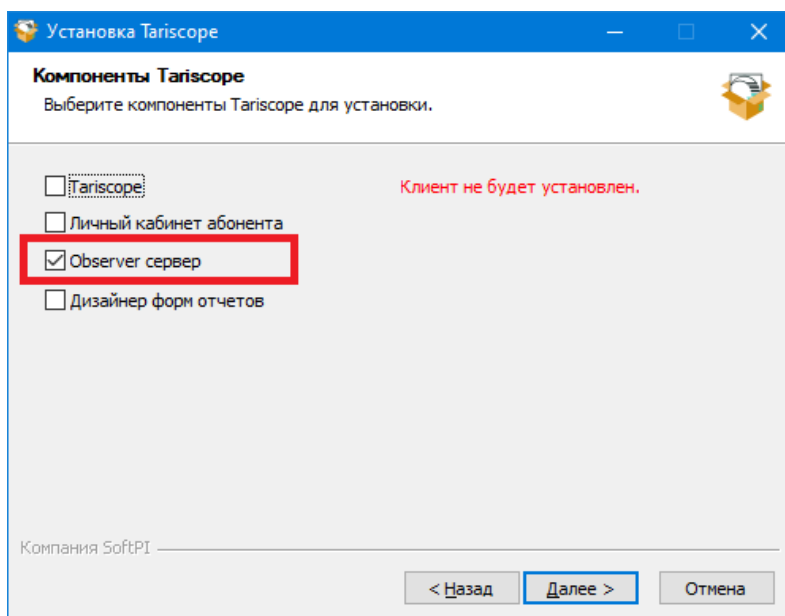 Установка Tariscope
Компоненты Tariscope
Выберите компоненты Tariscope для установки.
Tariscope
Клиент не будет установлен.
Личный кабинет абонента
Observer сервер
Дизайнер форм отчетов
Компания SoftPI
< Назад
Далее >
Отмена